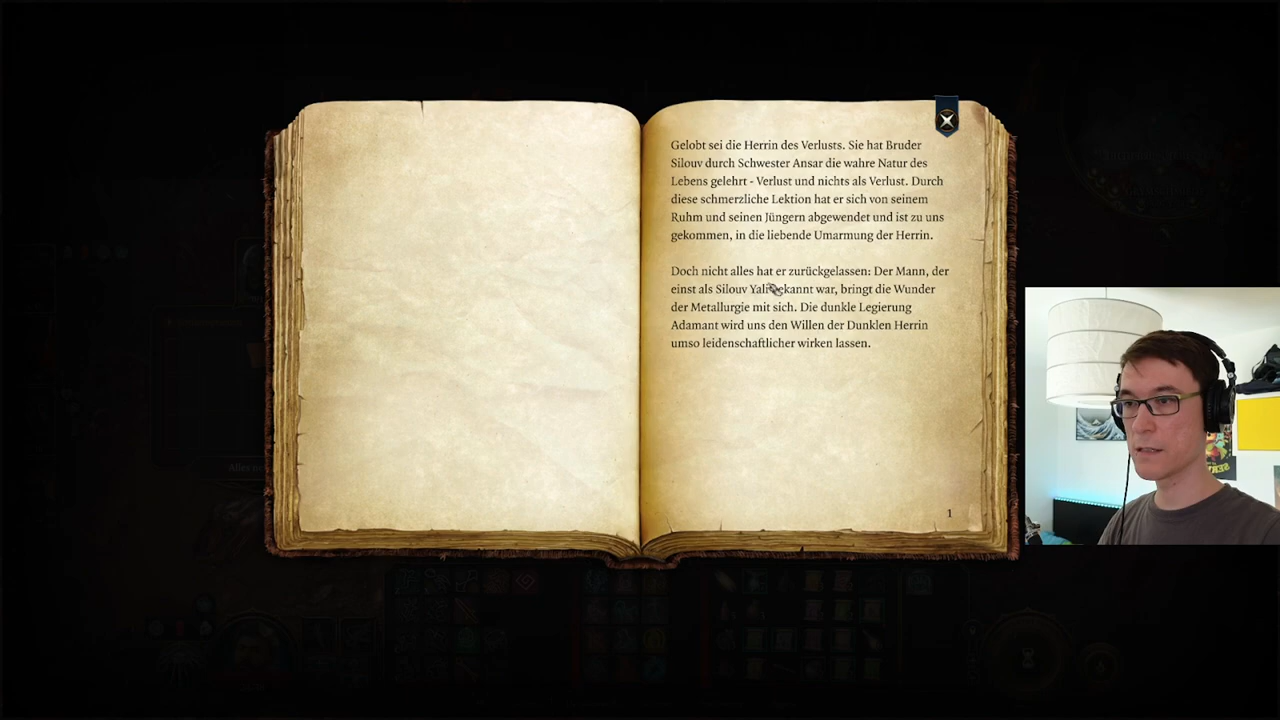 Gelobt sei die Herrin des Verlusts. Sie hat Bruder
Silouv durch Schwester Ansar die wahre Natur des
Lebens gelehrt - Verlust und nichts als Verlust. Durch
diese schmerzliche Lektion hat er sich von seinem
Ruhm und seinen Jüngern abgewendet und ist zu uns
gekommen, in die liebende Umarmung der Herrin.
Doch nicht alles hat er zurückgelassen: Der Mann, der
einst als Silouv war, bringt die Wunder
der Metallurgie mit sich. Die dunkle Legierung
Adamant wird uns den Willen der Dunklen Herrin
umso leidenschaftlicher wirken lassen.
1